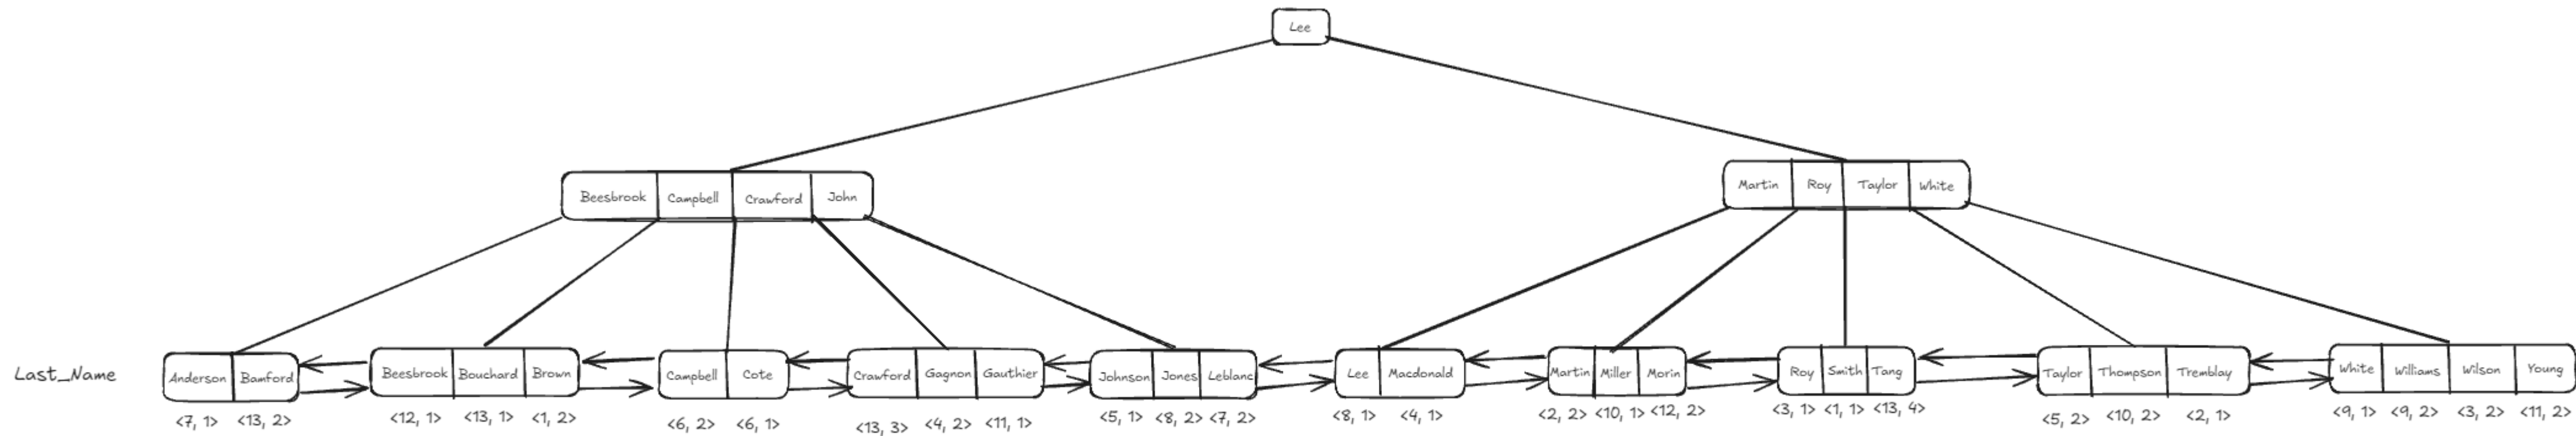 Lee
Beesbrook Campbell Crawford John
Martin Roy Taylor White
Last_Name
Anderson Bamford
Beesbrook Bouchard Brown
Campbell Cote
Crawford Gagnon Gauthier
Johnson Jones Leblanc
Lee Macdonald
Martin Miller Morin
Roy Smith Tang
Taylor Thompson Tremblay
White Williams Wilson Young
<7, 1> <13, 2>
<12, 1> <13, 1> <1, 2>
<6, 2> <6, 1>
<13, 3> <4, 2> <11, 1>
<5, 1> <8, 2> <7, 2>
<8, 1> <4, 1>
<2, 2> <10, 1> <12, 2>
<3, 1> <1, 1> <13, 4>
<5, 2> <10, 2> <2, 1>
<9, 1> <9, 2> <3, 2> <11, 2>